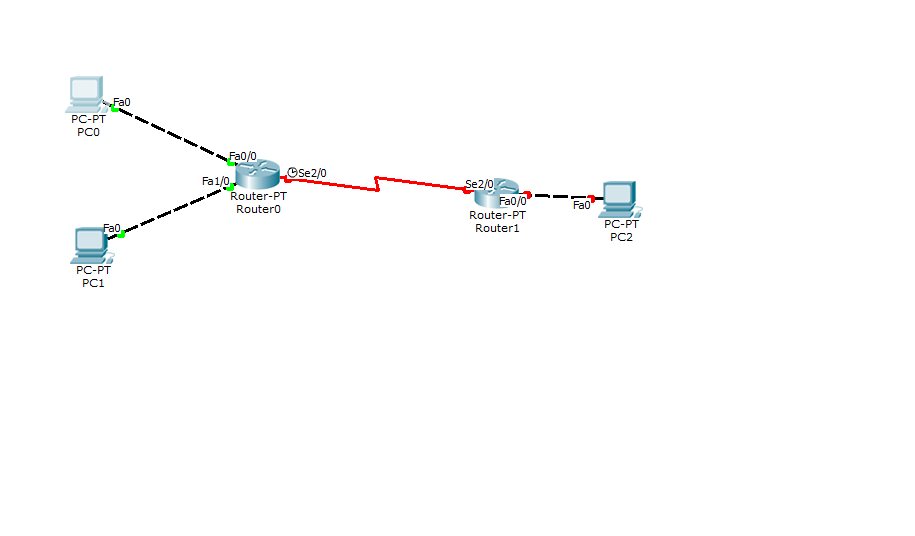 Fa0
PC-PT
PC0
Fa0/0
Se2/0
Fa1/0
Router-PT
Router0
Fa0
PC-PT
PC1
Se2/0
Fa0/0
Router-PT
Router1
Fa0
PC-PT
PC2